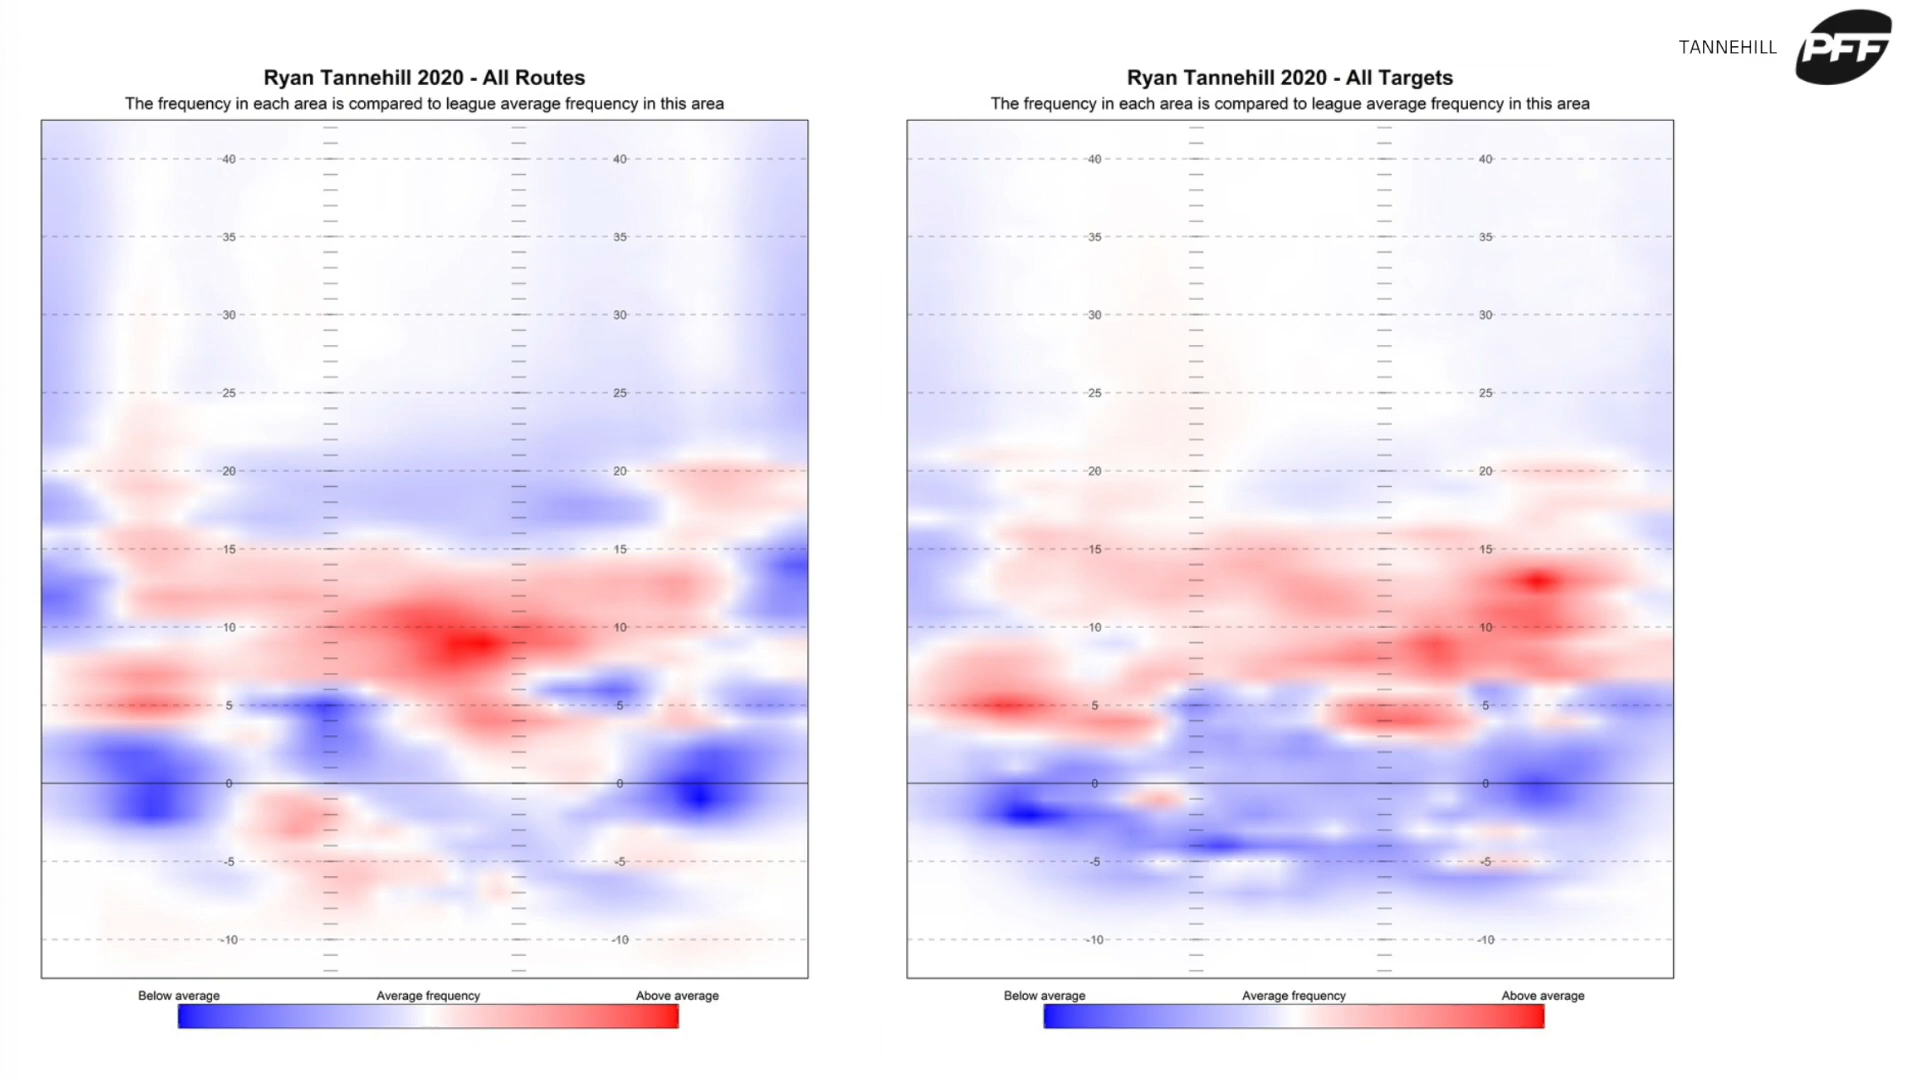 TANNEHILL
PFF
Ryan Tannehill 2020 - All Routes
The frequency in each area is compared to league average frequency in this area
40 40
35 35
30 30
25 25
20 20
15 15
10 10
5 5
0 0
-5 -5
-10 -10
Below average Average frequency Above average
Ryan Tannehill 2020 - All Targets
The frequency in each area is compared to league average frequency in this area
40 40
35 35
30 30
25 25
20 20
15 15
10 10
5 5
0 0
-5 -5
-10 -10
Below average Average frequency Above average